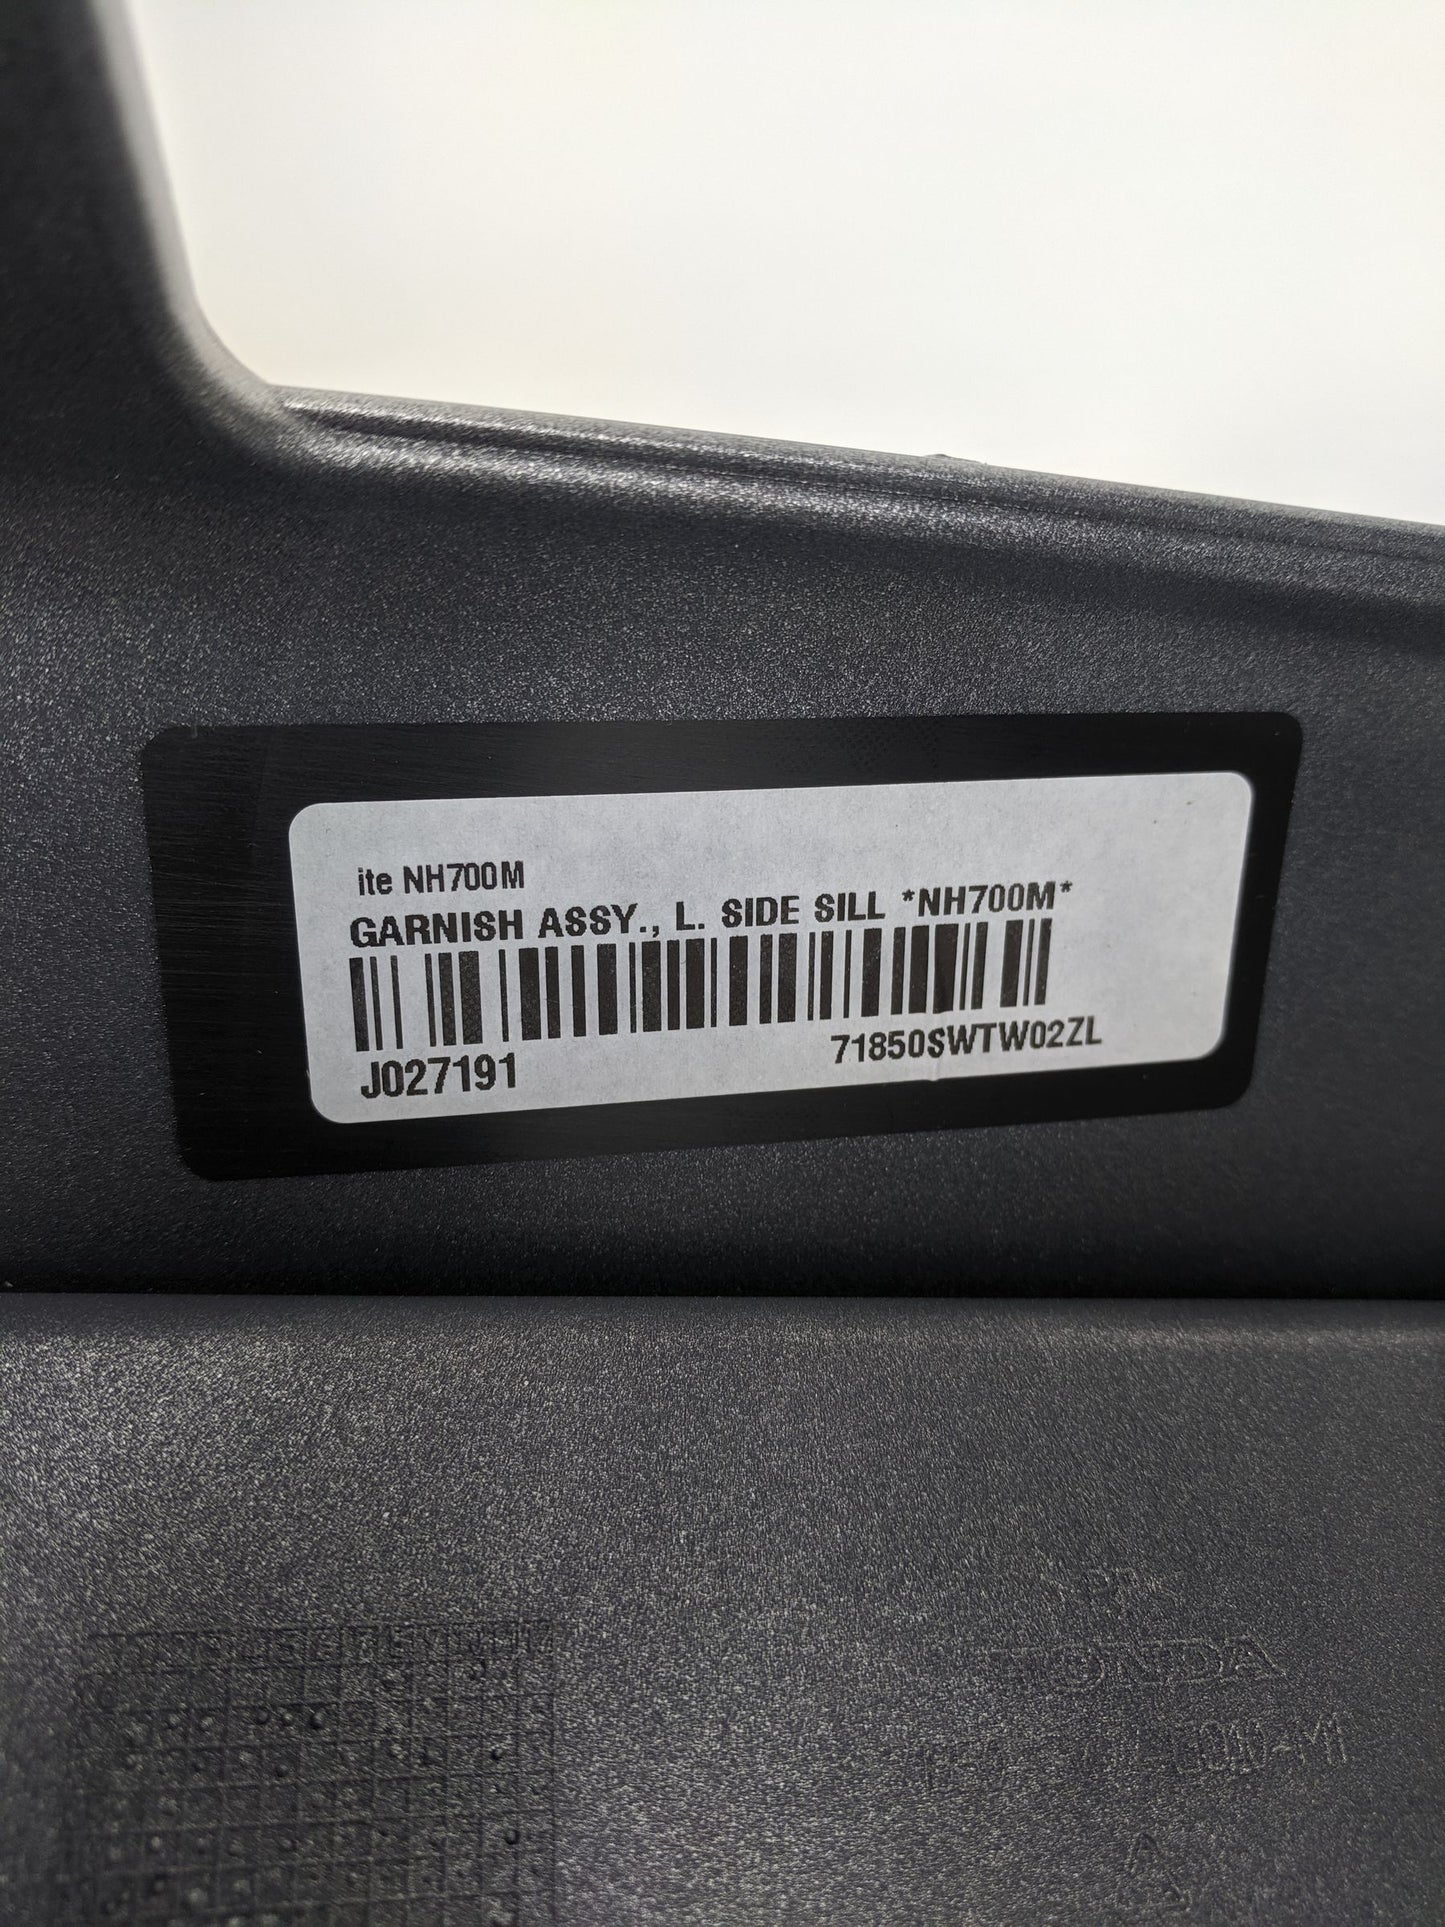 ite NH700M
GARNISH ASSY., L. SIDE SILL *NH700M*
J027191
71850SWTW02ZL
HONDA